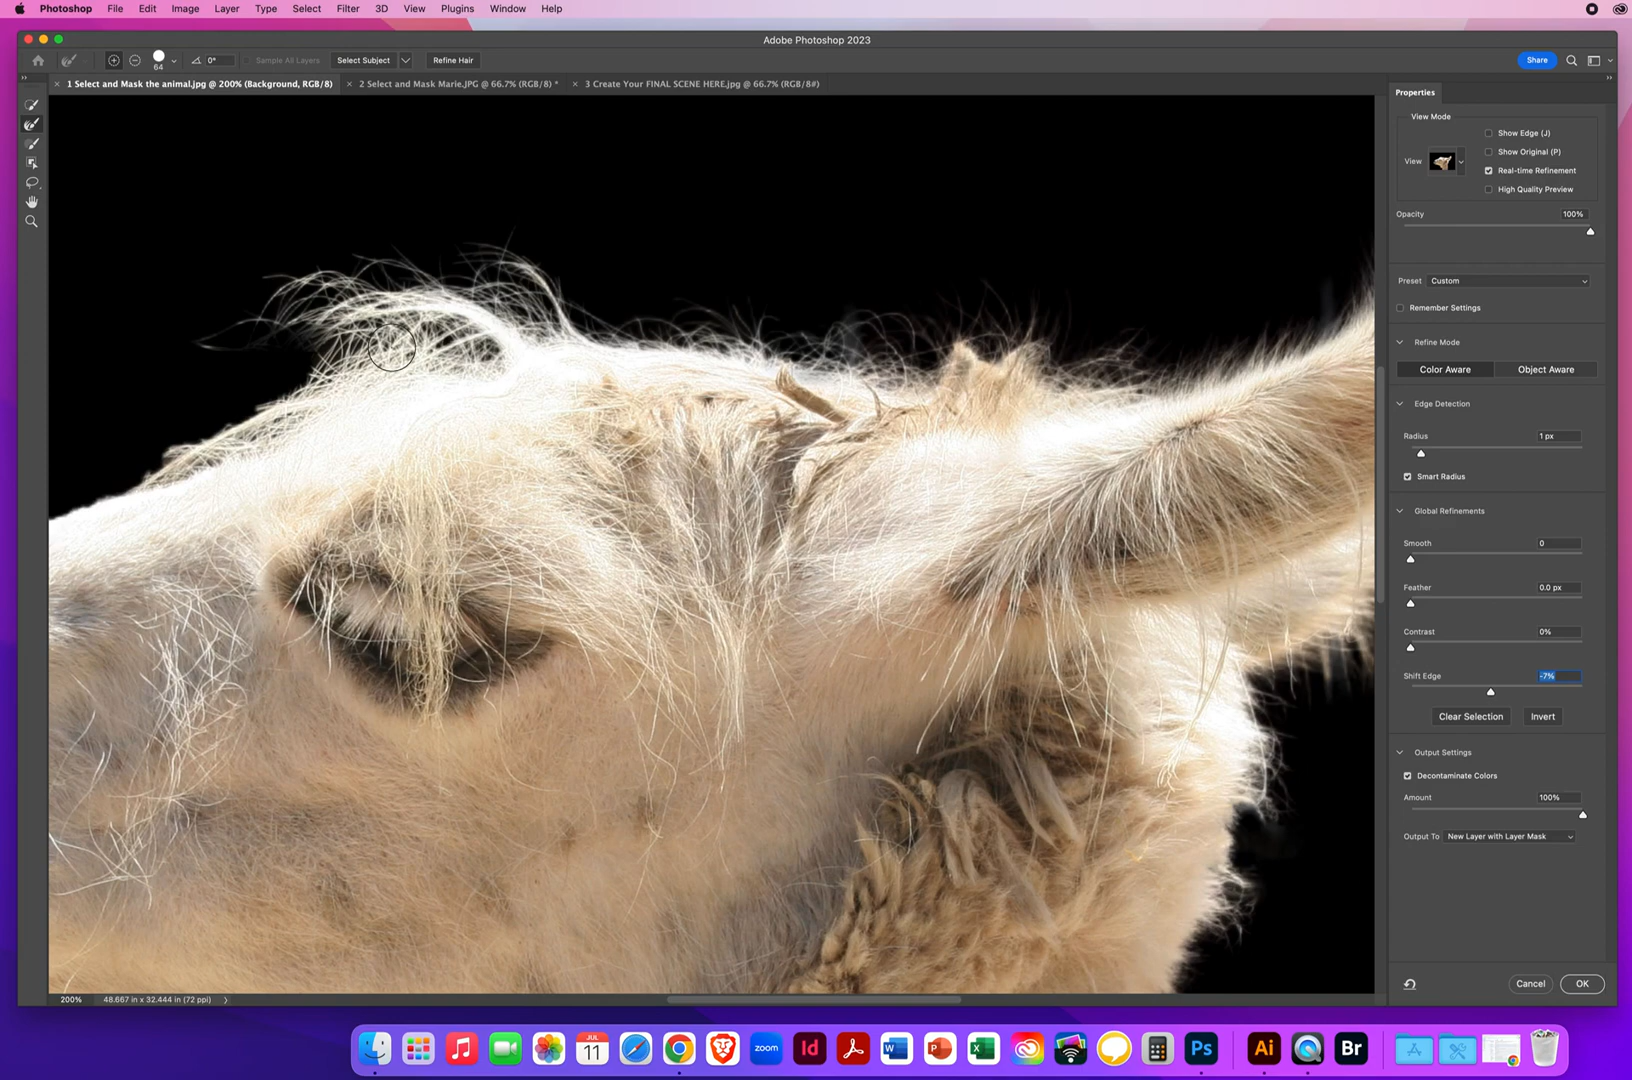 Photoshop File Edit Image Layer Type Select Filter 3D View Plugins Window Help
Adobe Photoshop 2023
64 0° Sample All Layers Select Subject Refine Hair Share
× 1 Select and Mask the animal.jpg @ 200% (Background, RGB/8) × 2 Select and Mask Marie.JPG @ 66.7% (RGB/8) * × 3 Create Your FINAL SCENE HERE.jpg @ 66.7% (RGB/8#)
Properties
View Mode
Show Edge (J)
Show Original (P)
View
Real-time Refinement
High Quality Preview
Opacity 100%
Preset Custom
Remember Settings
Refine Mode
Color Aware Object Aware
Edge Detection
Radius 1 px
Smart Radius
Global Refinements
Smooth 0
Feather 0.0 px
Contrast 0%
Shift Edge -7%
Clear Selection Invert
Output Settings
Decontaminate Colors
Amount 100%
Output To New Layer with Layer Mask
Cancel OK
200% 48.667 in x 32.444 in (72 ppi)
JUL
11
zoom
Id
W
P
X
Ps
Ai
Br